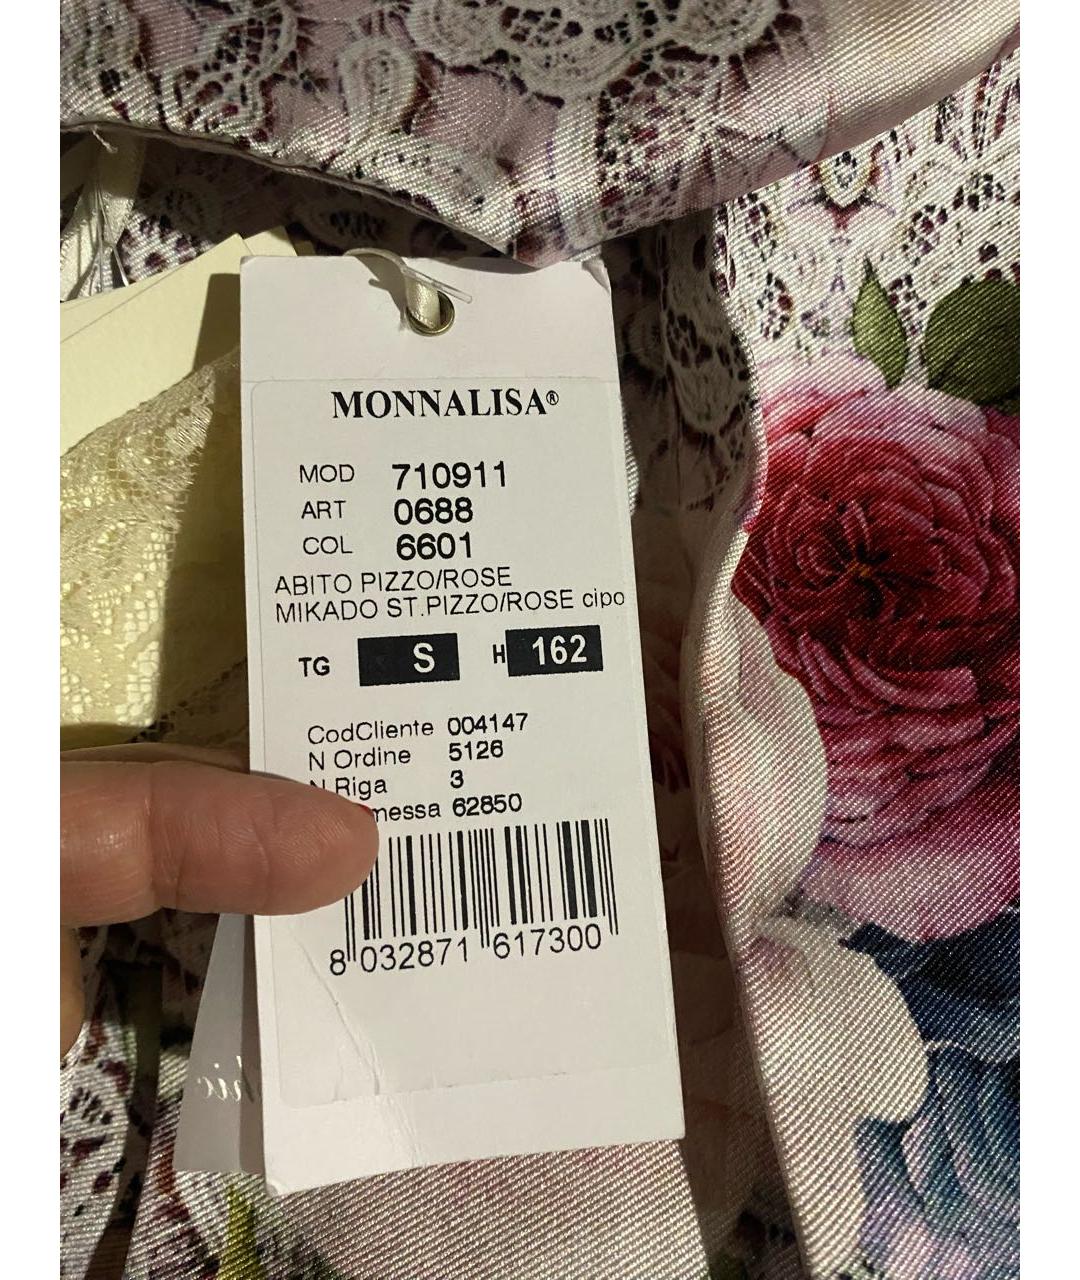 MONNALISA®
MOD 710911
ART 0688
COL 6601
ABITO PIZZO/ROSE
MIKADO ST.PIZZO/ROSE cipo
TG S H 162
CodCliente 004147
N Ordine 5126
N Riga 3
62850
8 032871 617300